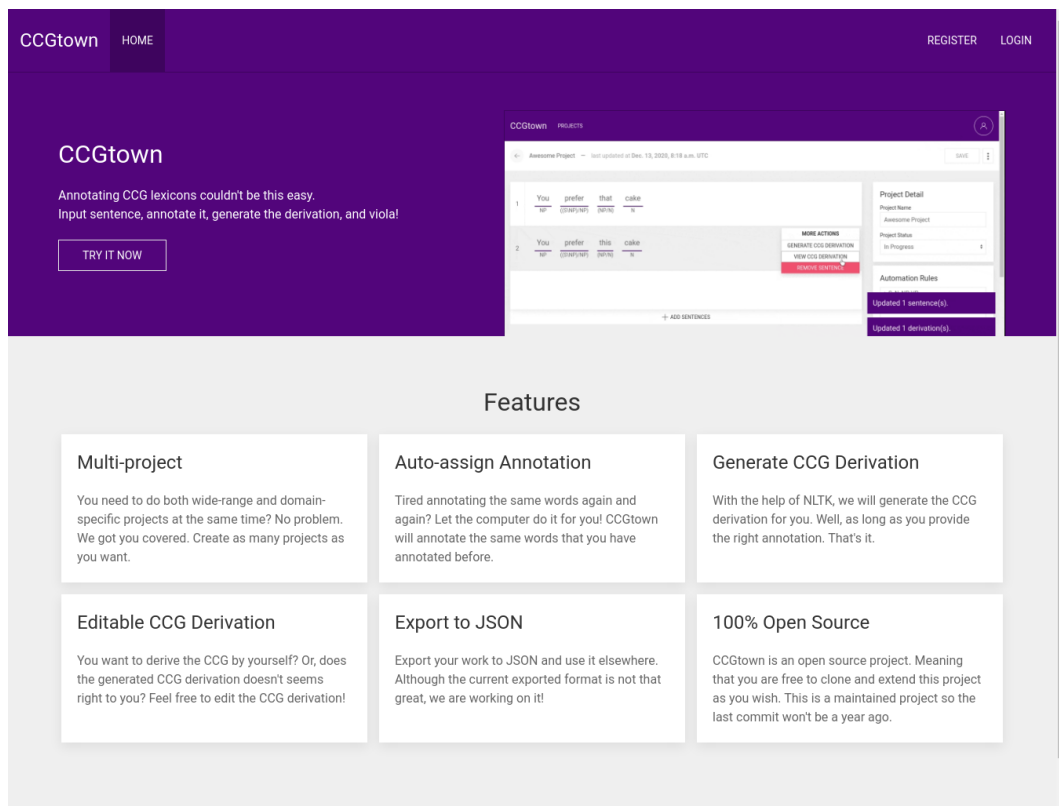 CCGtown HOME REGISTER LOGIN
CCGtown
Annotating CCG lexicons couldn't be this easy.
Input sentence, annotate it, generate the derivation, and viola!
TRY IT NOW
CCGtown PROJECTS
Awesome Project — last updated at Dec. 13, 2020, 8:18 a.m. UTC SAVE
1 You prefer that cake
NP ((S\NP)/NP) (NP/N) N
2 You prefer this cake
NP ((S\NP)/NP) (NP/N) N
MORE ACTIONS
GENERATE CCG DERIVATION
VIEW CCG DERIVATION
REMOVE SENTENCE
+ ADD SENTENCES
Project Detail
Project Name
Awesome Project
Project Status
In Progress
Automation Rules
Updated 1 sentence(s).
Updated 1 derivation(s).
Features
Multi-project
You need to do both wide-range and domain-
specific projects at the same time? No problem.
We got you covered. Create as many projects as
you want.
Auto-assign Annotation
Tired annotating the same words again and
again? Let the computer do it for you! CCGtown
will annotate the same words that you have
annotated before.
Generate CCG Derivation
With the help of NLTK, we will generate the CCG
derivation for you. Well, as long as you provide
the right annotation. That's it.
Editable CCG Derivation
You want to derive the CCG by yourself? Or, does
the generated CCG derivation doesn't seems
right to you? Feel free to edit the CCG derivation!
Export to JSON
Export your work to JSON and use it elsewhere.
Although the current exported format is not that
great, we are working on it!
100% Open Source
CCGtown is an open source project. Meaning
that you are free to clone and extend this project
as you wish. This is a maintained project so the
last commit won't be a year ago.